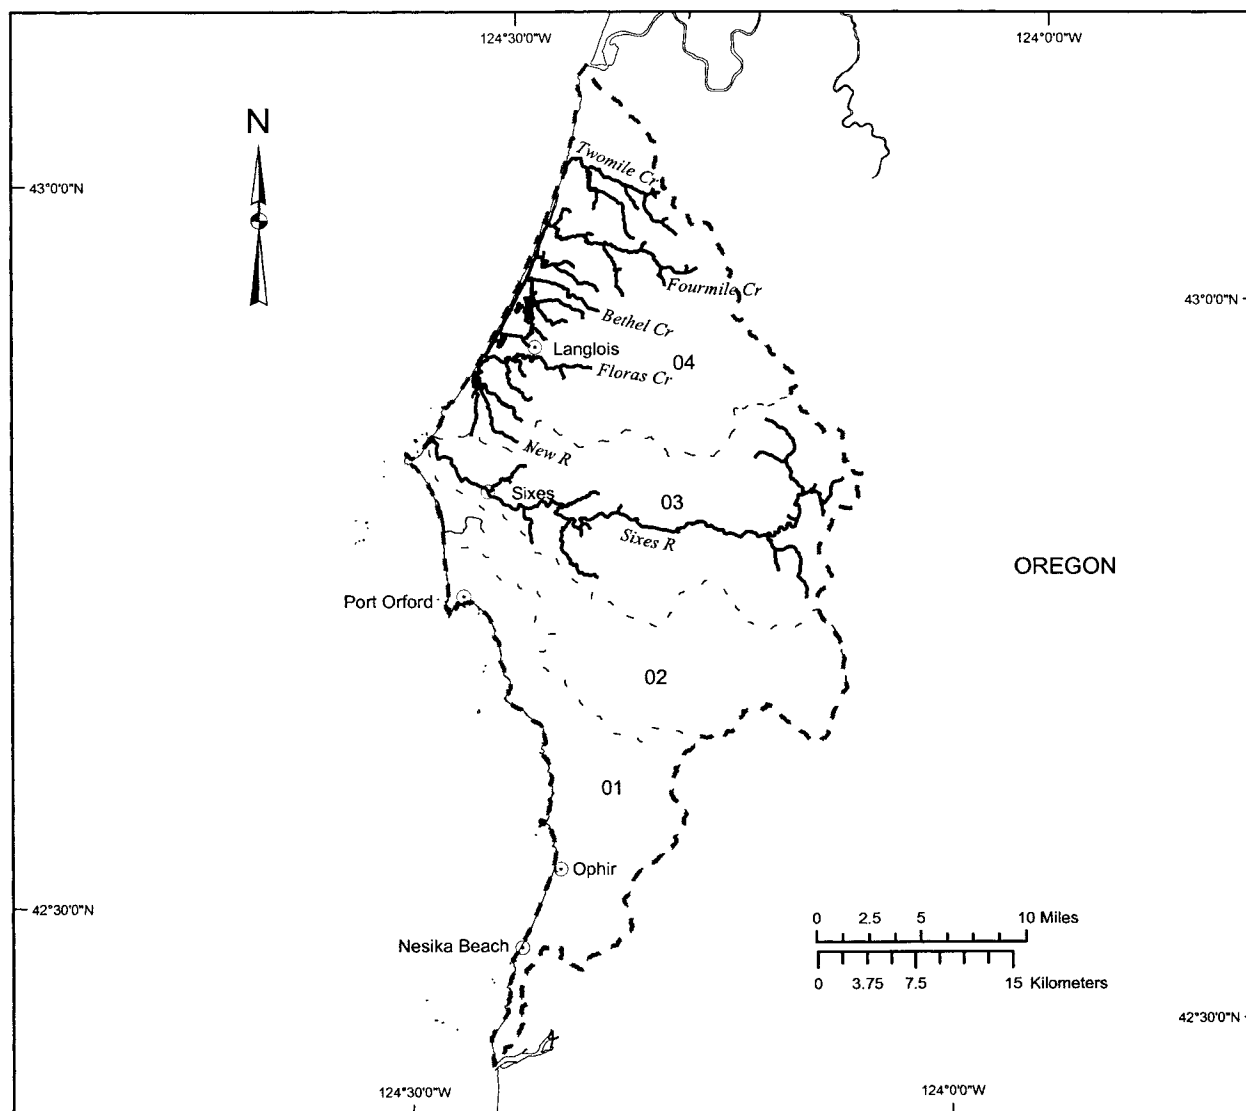 124°30'0"W
124°0'0"W
N
43°0'0"N
Twomile Cr
Fourmile Cr
43°0'0"N
Bethel Cr
Langlois
04
Floras Cr
New R
Sixes
03
Sixes R
OREGON
Port Orford
02
01
Ophir
42°30'0"N
0 2.5 5 10 Miles
Nesika Beach
0 3.75 7.5 15 Kilometers
42°30'0"N
124°30'0"W
124°0'0"W